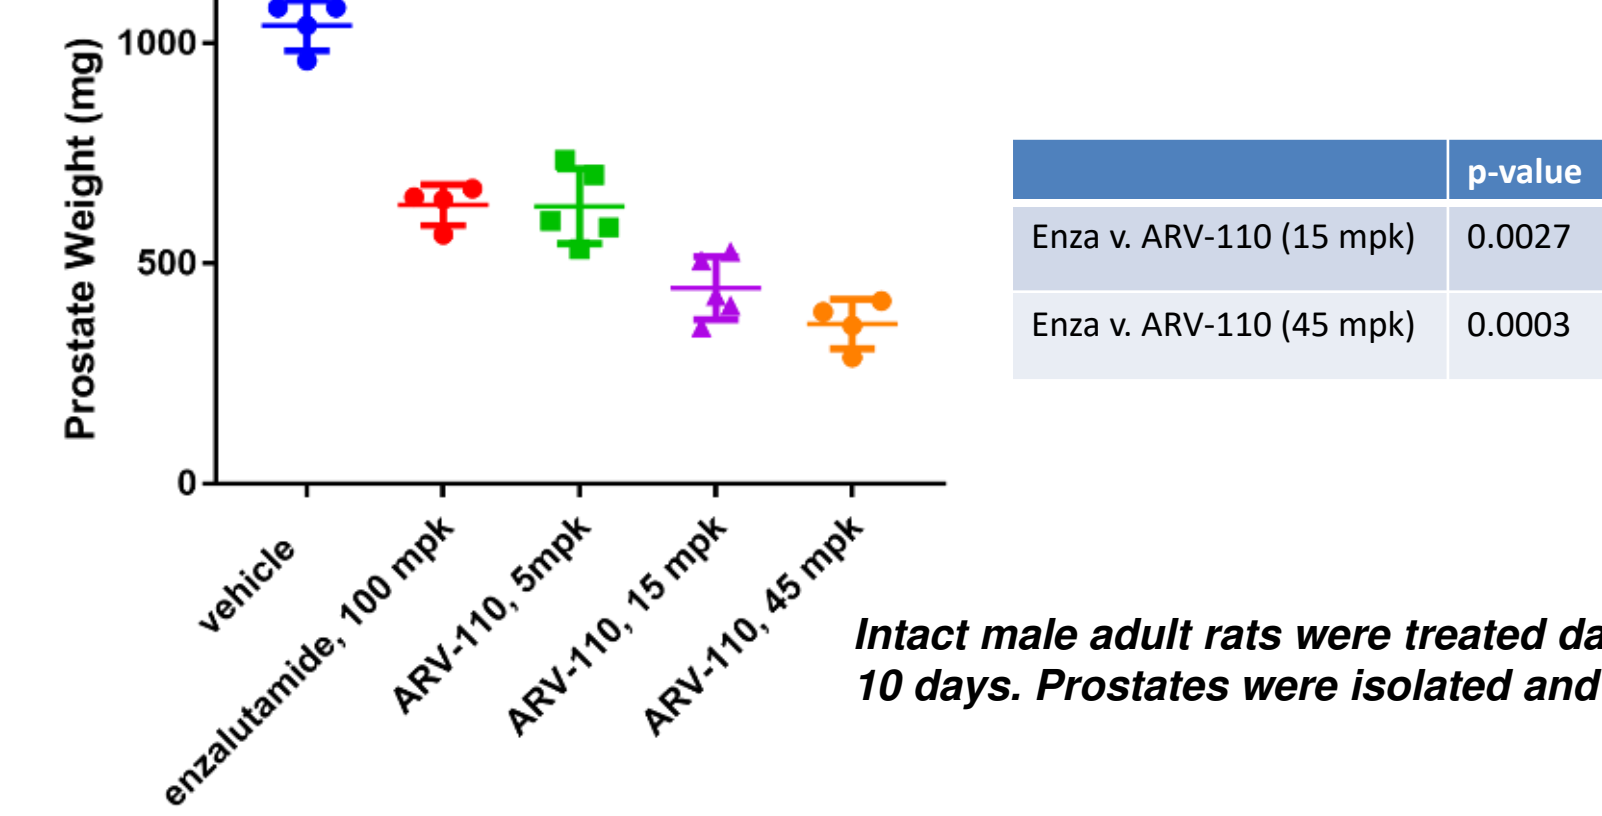 Prostate Weight (mg)
1000
500
0
vehicle
enzalutamide, 100 mpk
ARV-110, 5mpk
ARV-110, 15 mpk
ARV-110, 45 mpk
p-value
Enza v. ARV-110 (15 mpk) 0.0027
Enza v. ARV-110 (45 mpk) 0.0003
Intact male adult rats were treated da
10 days. Prostates were isolated and